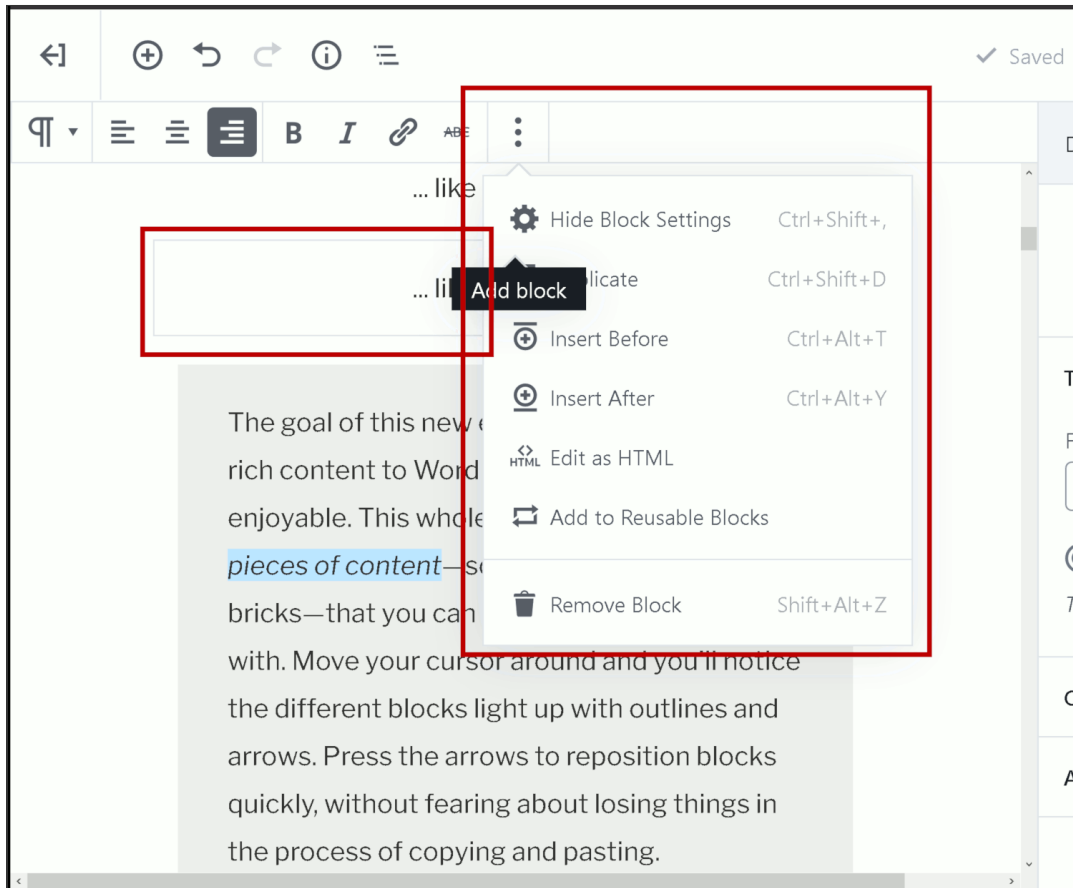 Saved
B I ABE
... like
Hide Block Settings Ctrl+Shift+,
... li
Add block
licate Ctrl+Shift+D
Insert Before Ctrl+Alt+T
Insert After Ctrl+Alt+Y
HTML Edit as HTML
Add to Reusable Blocks
Remove Block Shift+Alt+Z
The goal of this new
rich content to Word
enjoyable. This whole
pieces of content—so
bricks—that you can
with. Move your cursor around and you'll notice
the different blocks light up with outlines and
arrows. Press the arrows to reposition blocks
quickly, without fearing about losing things in
the process of copying and pasting.